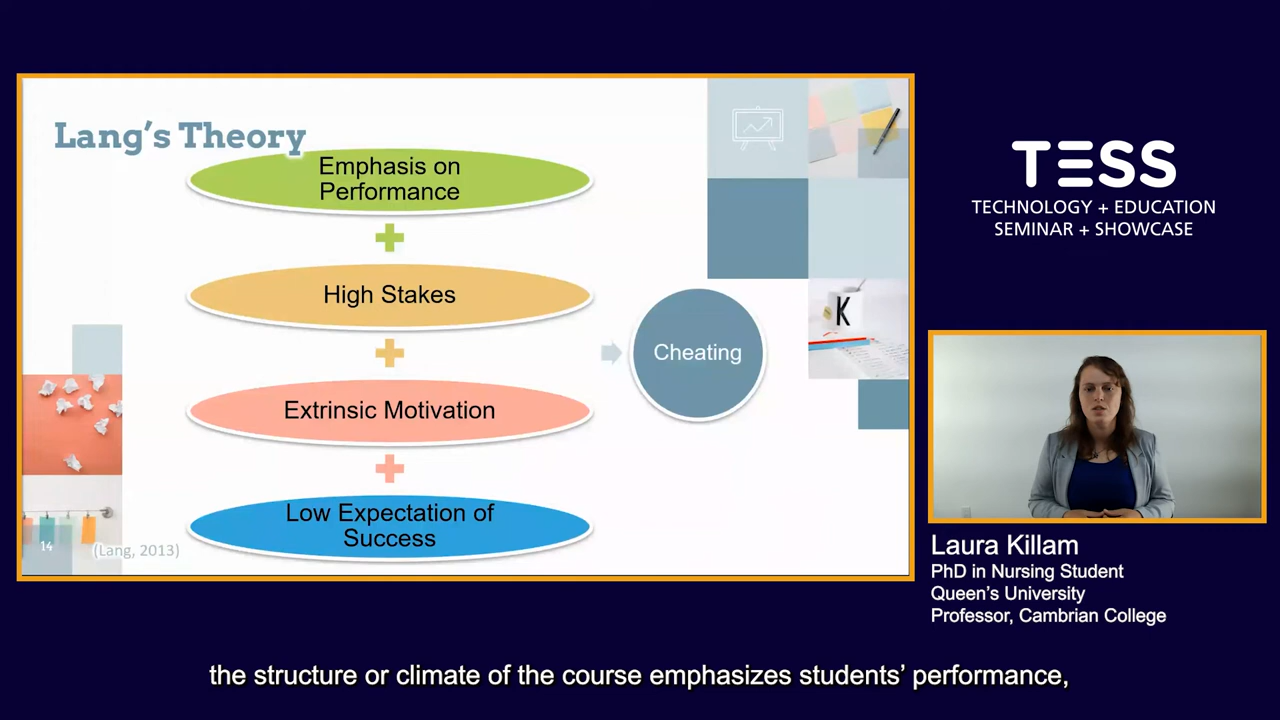 Lang's Theory
Emphasis on
Performance
High Stakes
Extrinsic Motivation
Low Expectation of
Success
Cheating
K
14
(Lang, 2013)
TESS
TECHNOLOGY + EDUCATION
SEMINAR + SHOWCASE
Laura Killam
PhD in Nursing Student
Queen's University
Professor, Cambrian College
the structure or climate of the course emphasizes students' performance,